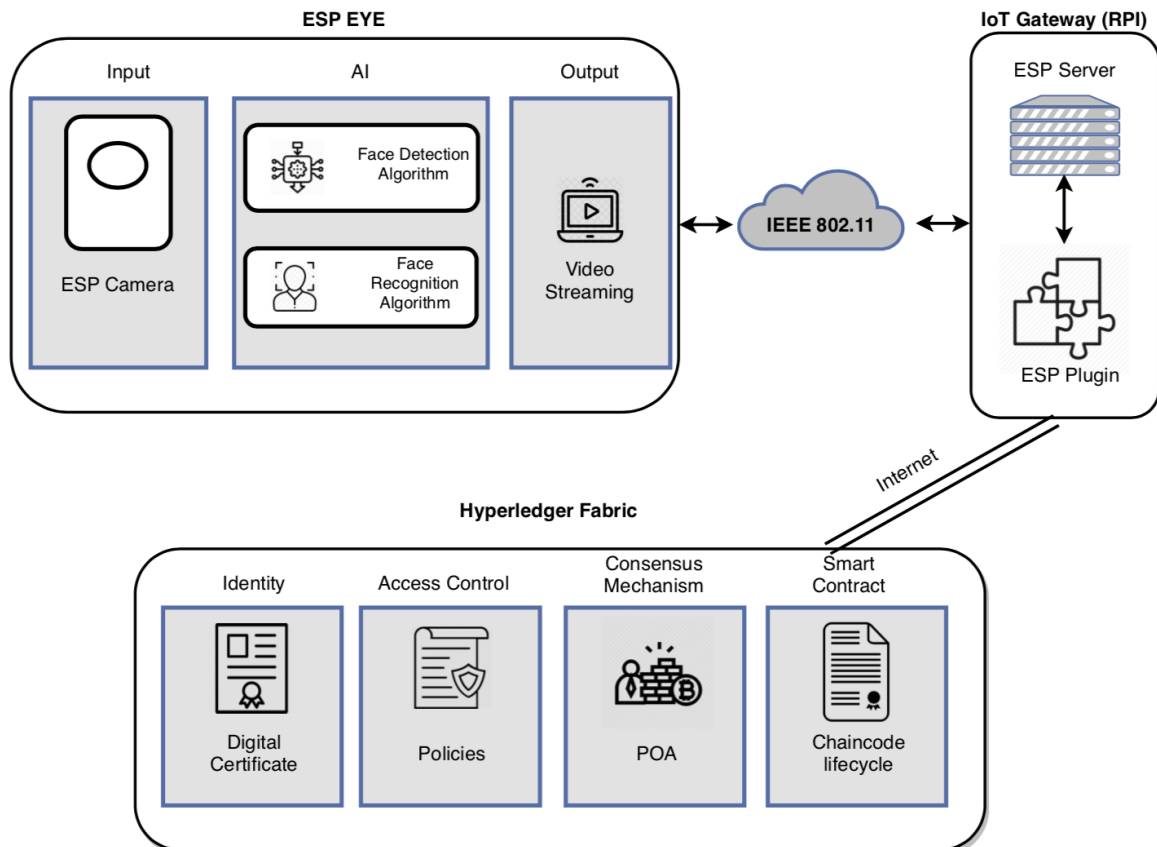 ESP EYE
IoT Gateway (RPI)
Input
AI
Output
ESP Server
Face Detection
Algorithm
IEEE 802.11
ESP Camera
Face
Recognition
Algorithm
Video
Streaming
ESP Plugin
Internet
Hyperledger Fabric
Identity
Access Control
Consensus
Mechanism
Smart
Contract
Digital
Certificate
Policies
POA
Chaincode
lifecycle